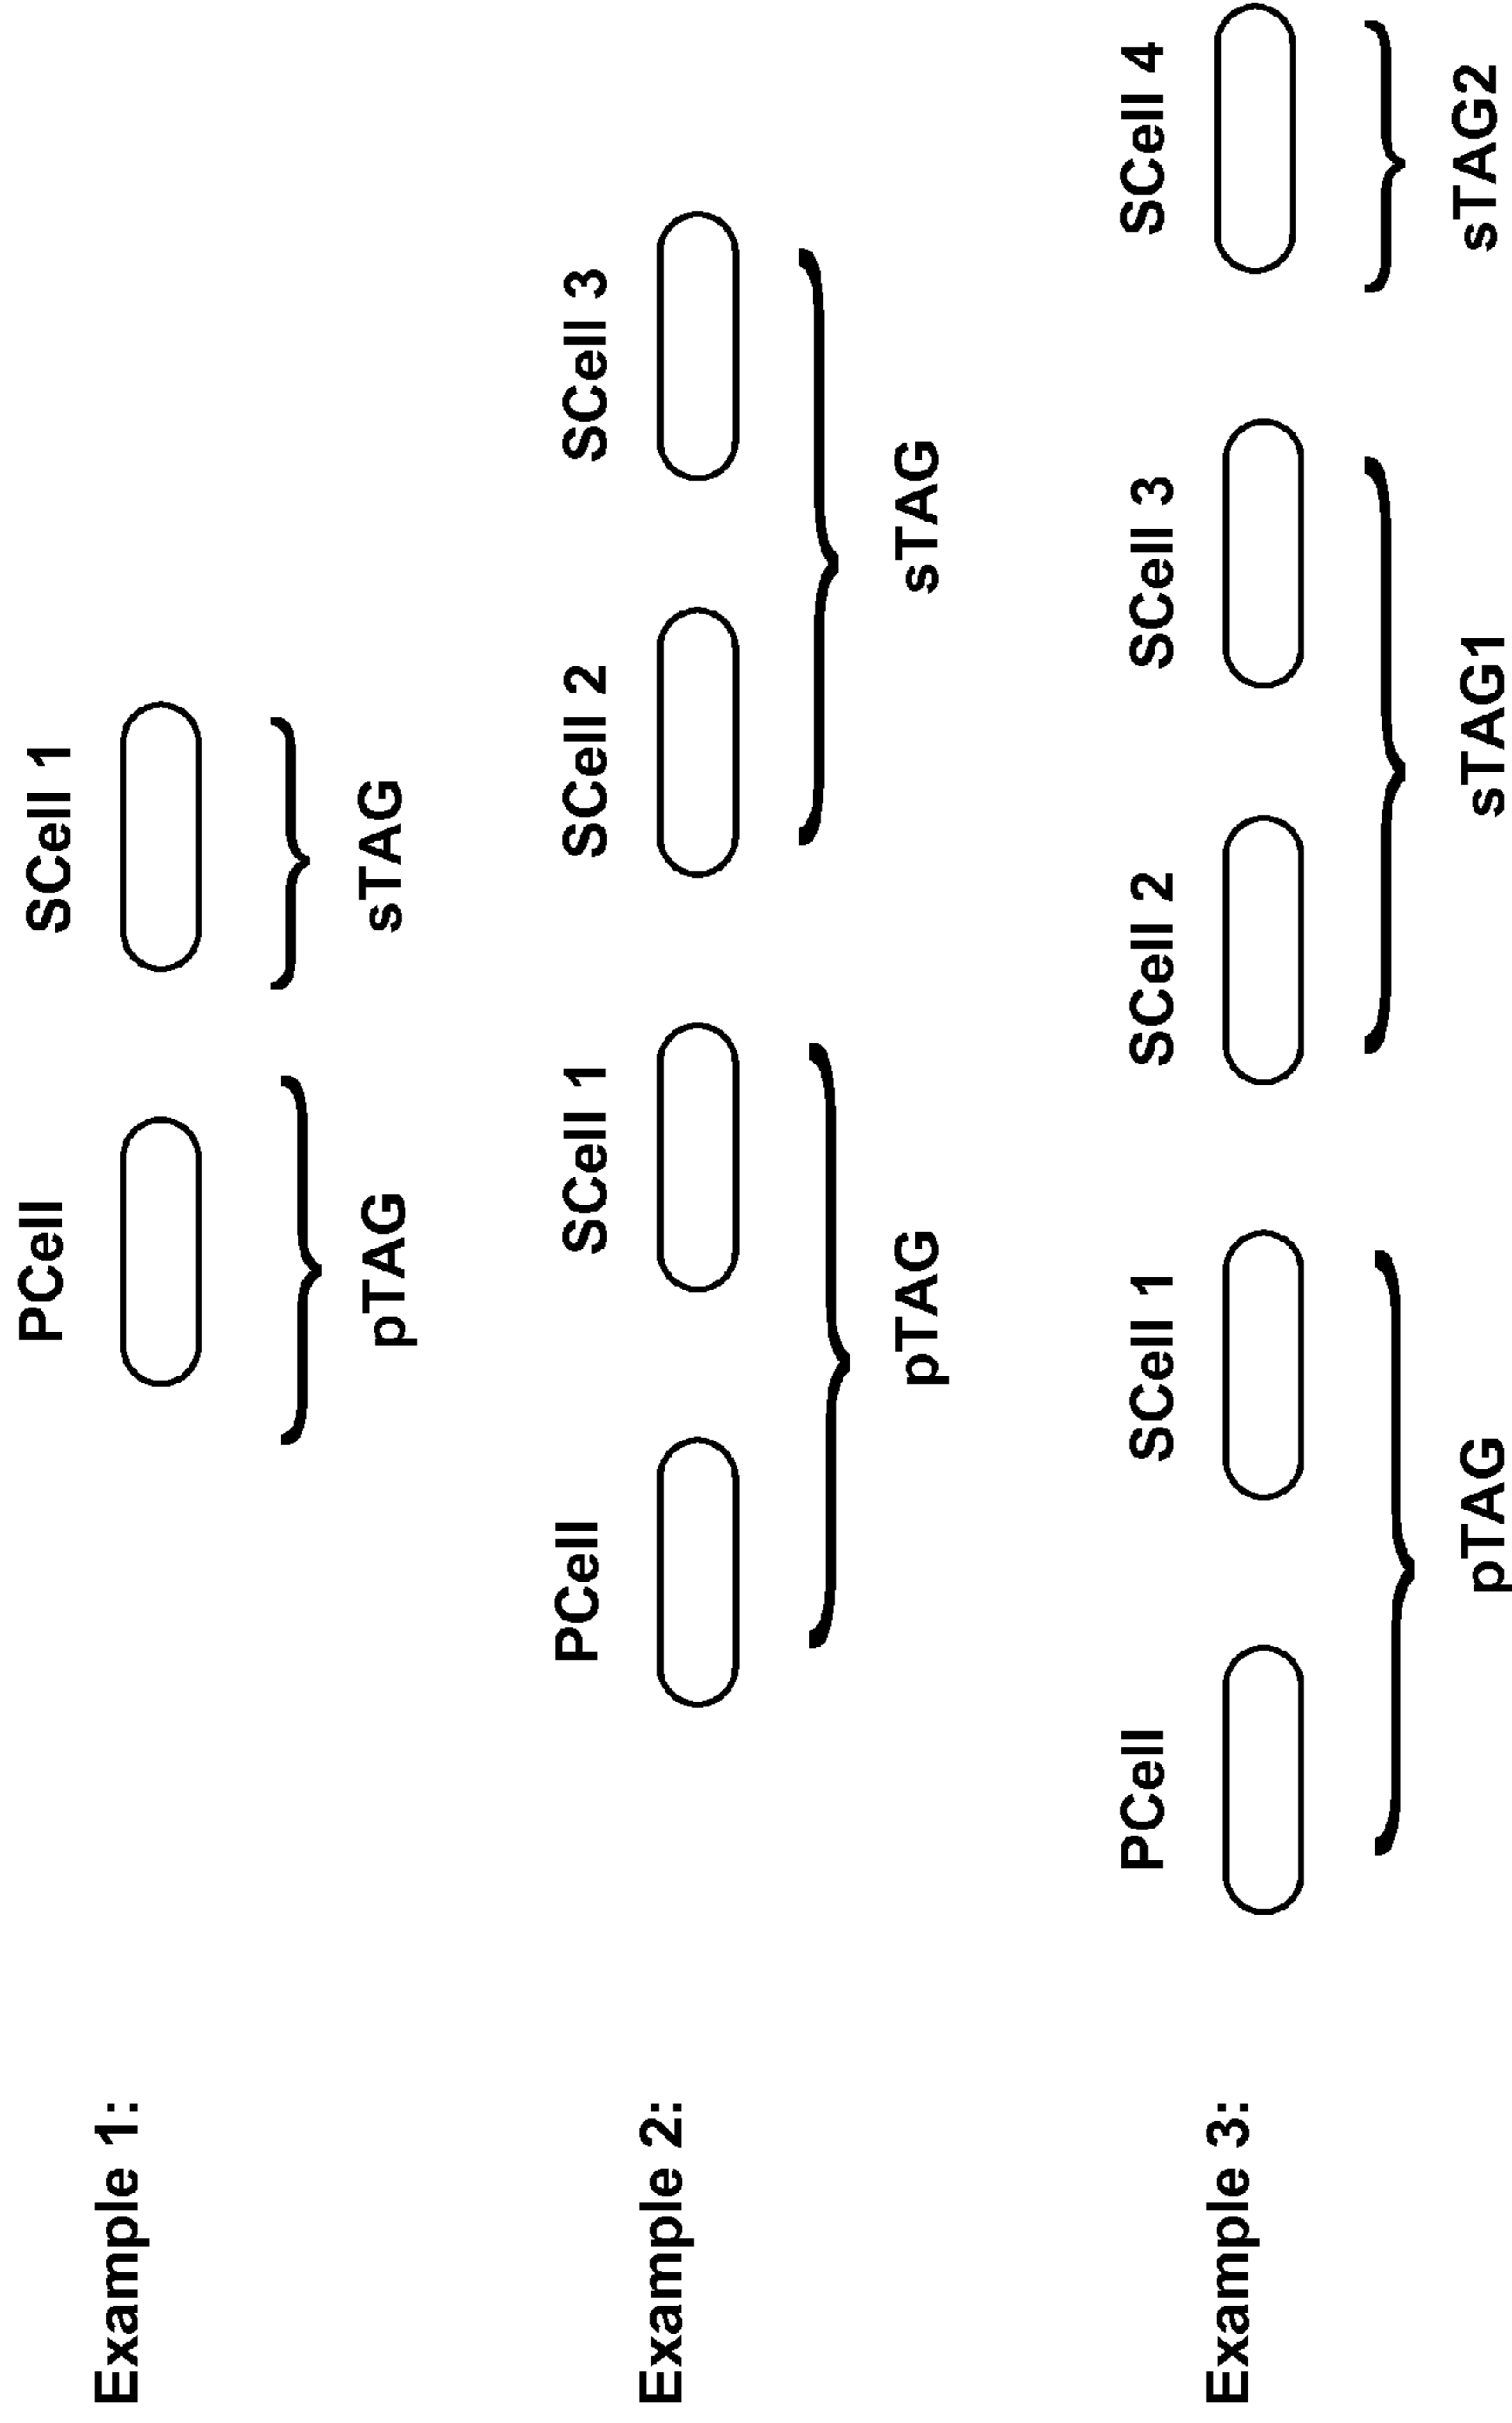 Example 1:
PCell
SCell 1
pTAG
sTAG
Example 2:
PCell
SCell 1
SCell 2
SCell 3
pTAG
sTAG
Example 3:
PCell
SCell 1
SCell 2
SCell 3
SCell 4
pTAG
sTAG1
sTAG2